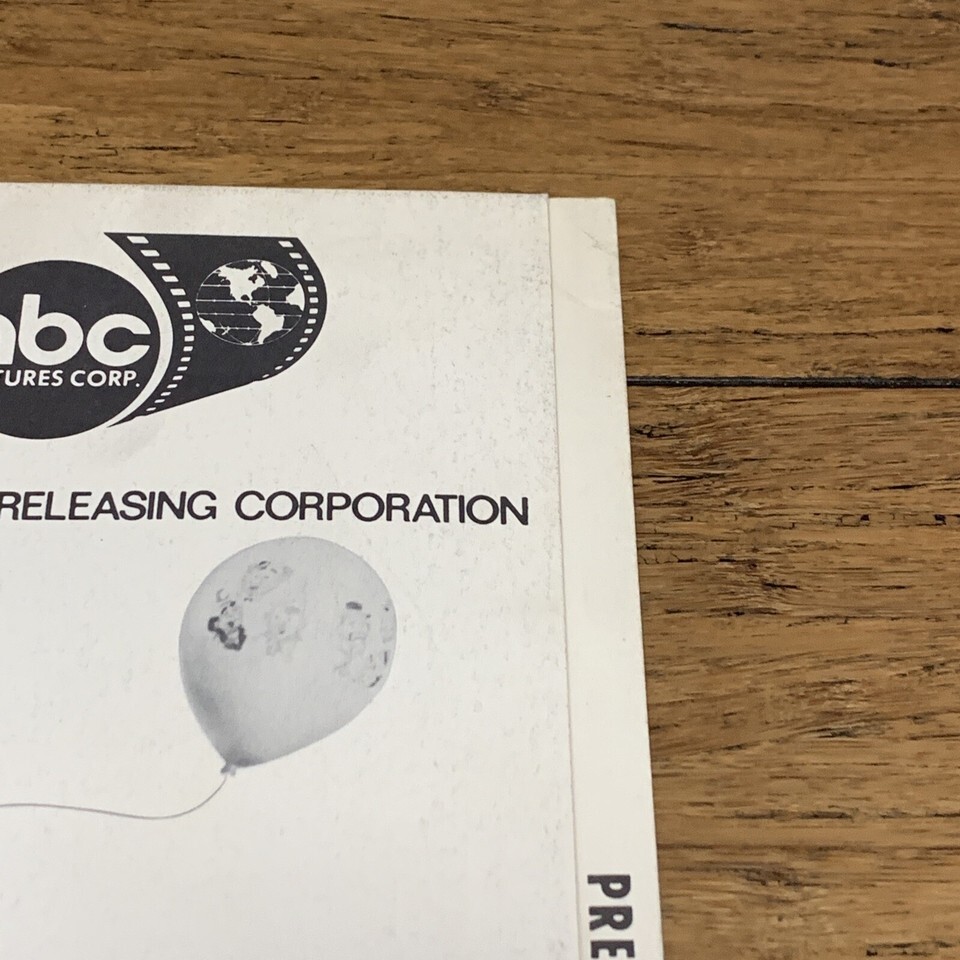 abc
TURES CORP.
RELEASING CORPORATION
PRE